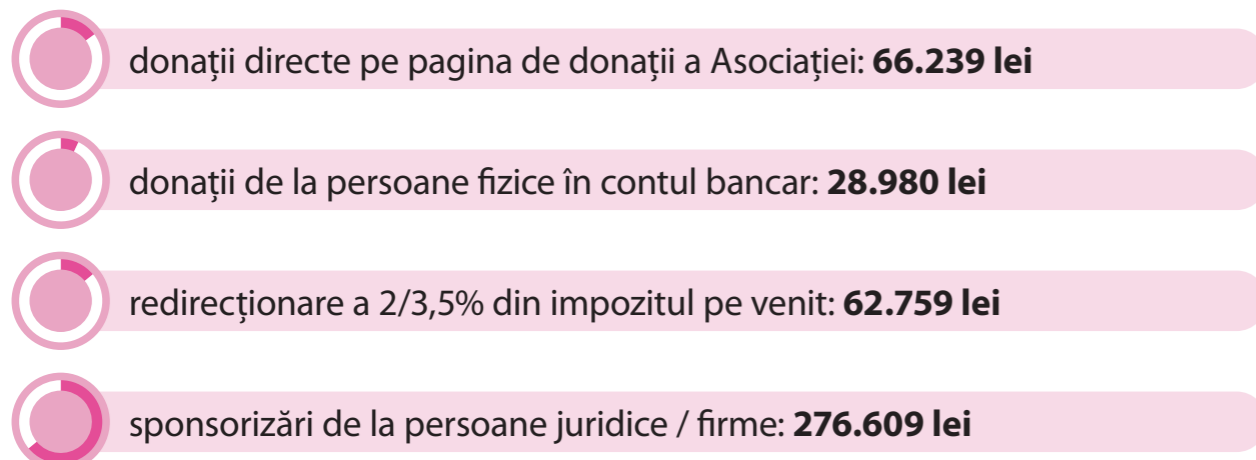 donații directe pe pagina de donații a Asociației: 66.239 lei
donații de la persoane fizice în contul bancar: 28.980 lei
redirecționare a 2/3,5% din impozitul pe venit: 62.759 lei
sponsorizări de la persoane juridice / firme: 276.609 lei